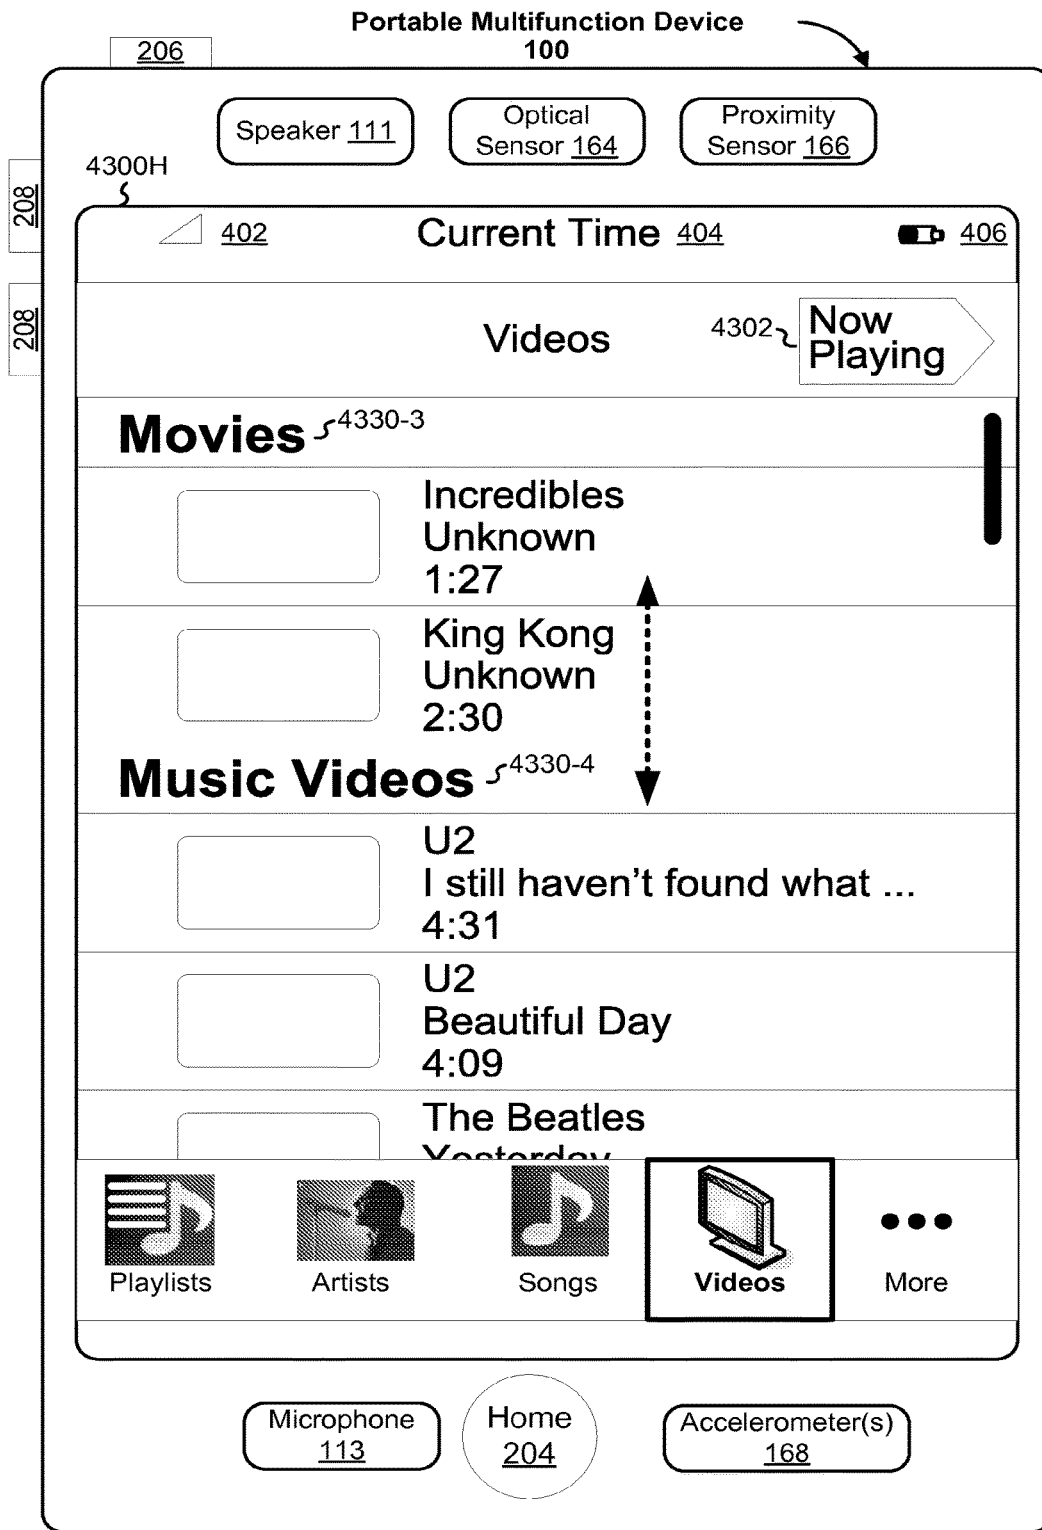 Portable Multifunction Device
100
206
Speaker 111
Optical
Sensor 164
Proximity
Sensor 166
4300H
208
208
402
Current Time 404
406
Videos
4302
Now
Playing
Movies
4330-3
Incredibles
Unknown
1:27
King Kong
Unknown
2:30
Music Videos
4330-4
U2
I still haven't found what ...
4:31
U2
Beautiful Day
4:09
The Beatles
Yesterday
Playlists
Artists
Songs
Videos
More
Microphone
113
Home
204
Accelerometer(s)
168